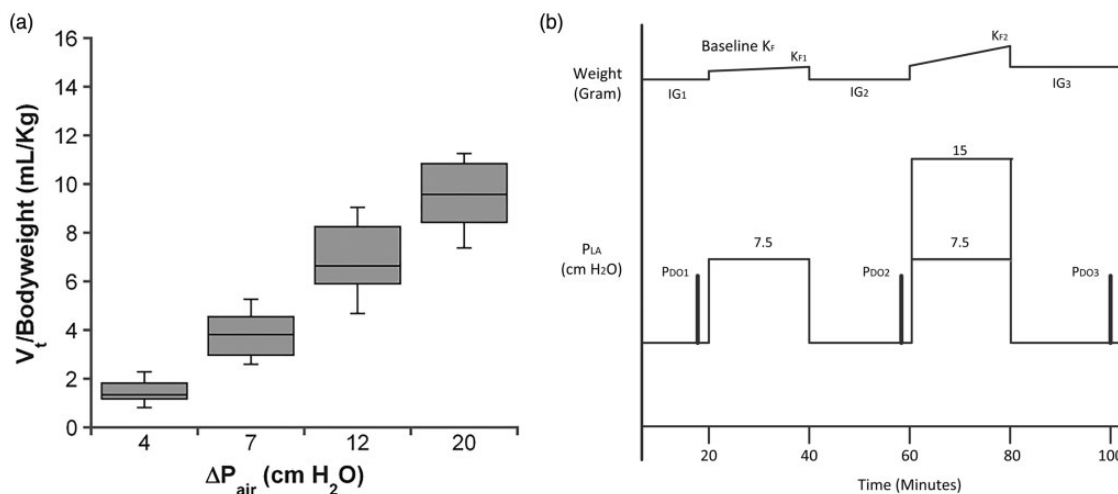 (a)
16
14
12
10
8
6
4
2
0
Vt/Bodyweight (mL/Kg)
4 7 12 20
ΔPair (cm H2O)
(b)
Weight
(Gram)
Baseline KF
KF1
KF2
IG1
IG2
IG3
15
7.5
7.5
PLA
(cm H2O)
PDO1
PDO2
PDO3
20 40 60 80 100
Time (Minutes)